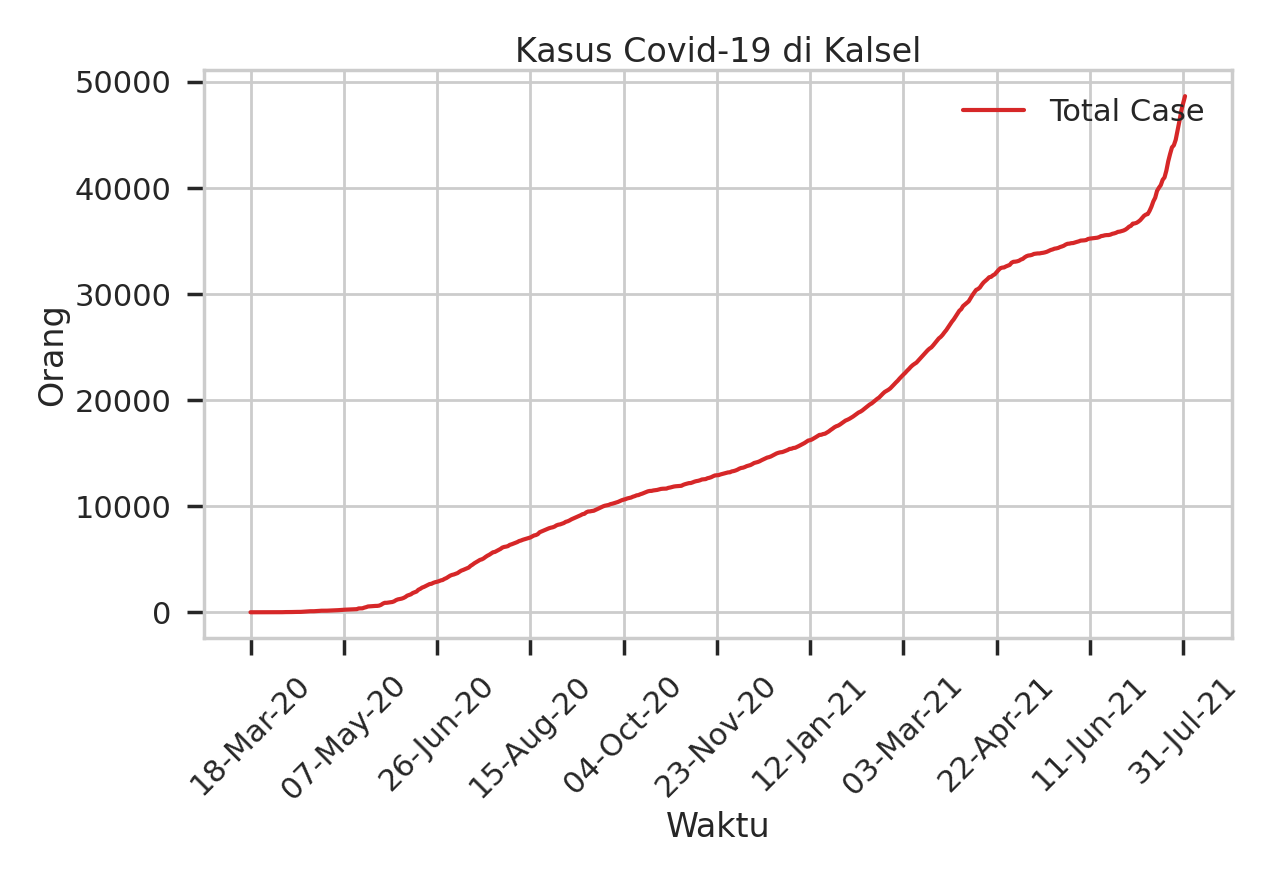 Kasus Covid-19 di Kalsel
Total Case
50000
40000
30000
20000
10000
0
Orang
18-Mar-20
07-May-20
26-Jun-20
15-Aug-20
04-Oct-20
23-Nov-20
12-Jan-21
03-Mar-21
22-Apr-21
11-Jun-21
31-Jul-21
Waktu